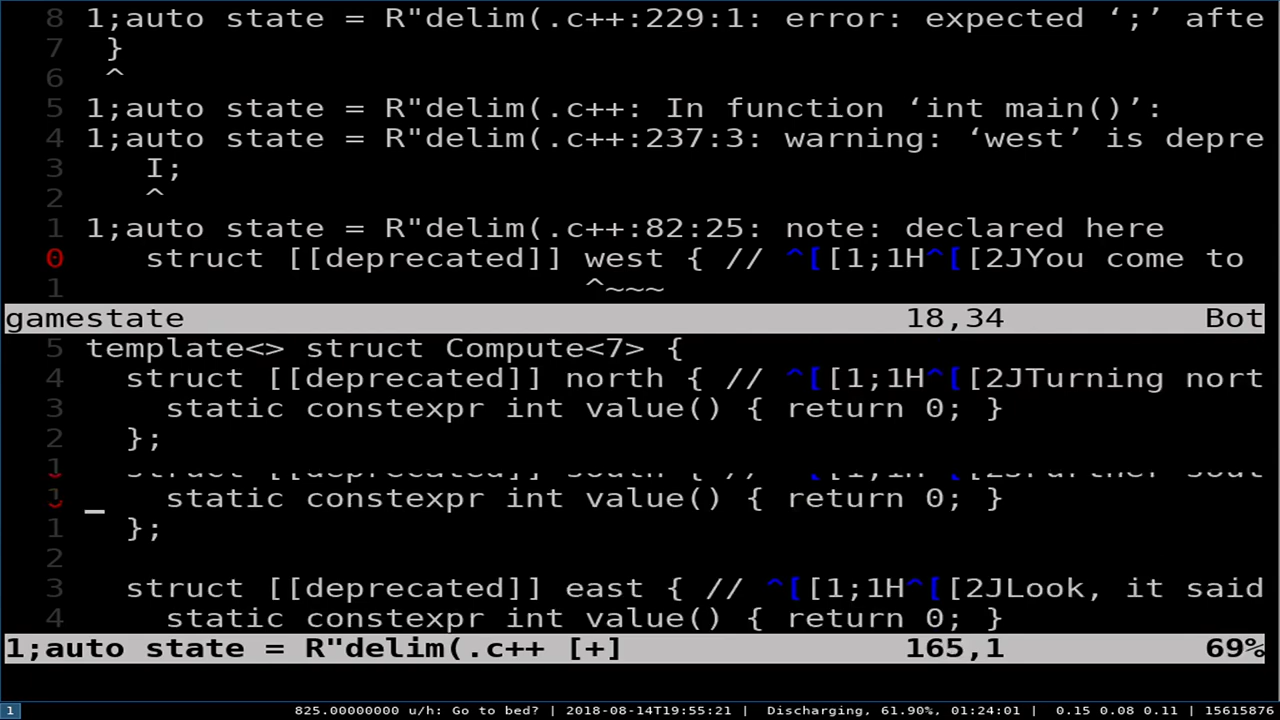 8 1;auto state = R"delim(.c++:229:1: error: expected ‘;’ afte
7  }
6  ^
5 1;auto state = R"delim(.c++: In function ‘int main()’:
4 1;auto state = R"delim(.c++:237:3: warning: ‘west’ is depre
3    I;
2    ^
1 1;auto state = R"delim(.c++:82:25: note: declared here
0    struct [[deprecated]] west { // ^[[1;1H^[[2JYou come to
1                          ^~~~
gamestate 18,34 Bot
5 template<> struct Compute<7> {
4   struct [[deprecated]] north { // ^[[1;1H^[[2JTurning nort
3     static constexpr int value() { return 0; }
2   };
1
static constexpr int value() { return 0; }
1   };
2
3   struct [[deprecated]] east { // ^[[1;1H^[[2JLook, it said
4     static constexpr int value() { return 0; }
1;auto state = R"delim(.c++ [+] 165,1 69%
1 825.00000000 u/h: Go to bed? | 2018-08-14T19:55:21 | Discharging, 61.90%, 01:24:01 | 0.15 0.08 0.11 | 15615876